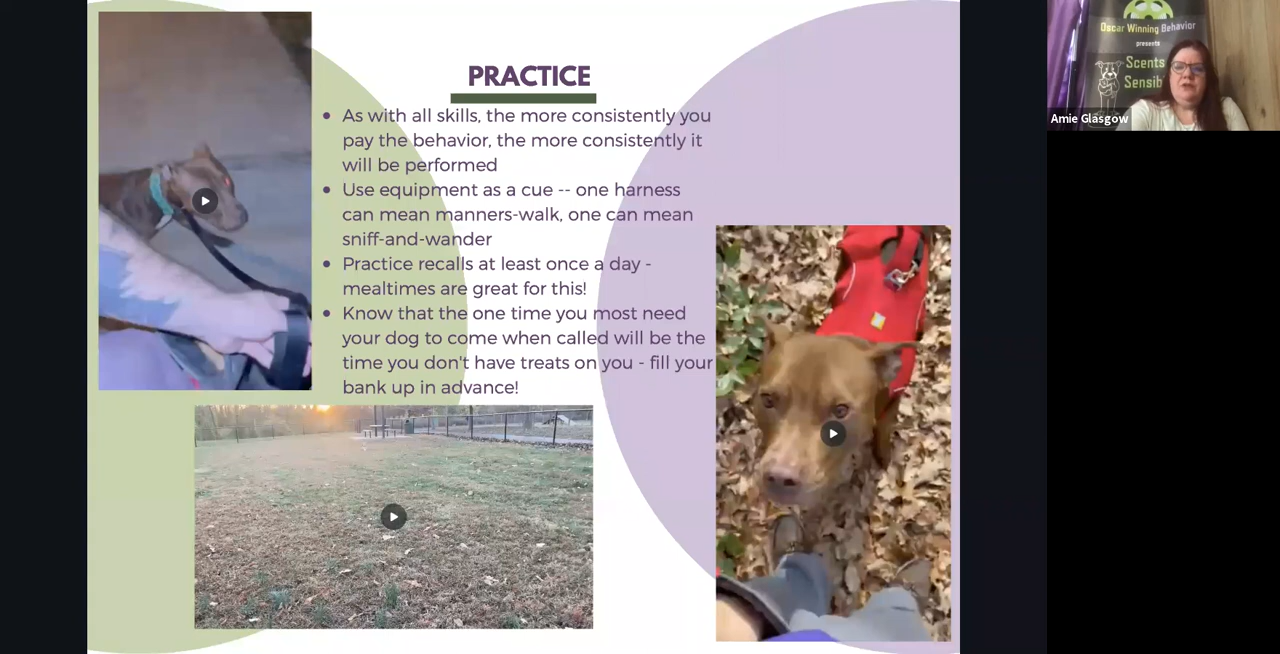 PRACTICE
As with all skills, the more consistently you
pay the behavior, the more consistently it
will be performed
Use equipment as a cue -- one harness
can mean manners-walk, one can mean
sniff-and-wander
Practice recalls at least once a day -
mealtimes are great for this!
Know that the one time you most need
your dog to come when called will be the
time you don't have treats on you - fill your
bank up in advance!
Oscar Winning Behavior
presents
Scents
Sensib
Amie Glasgow